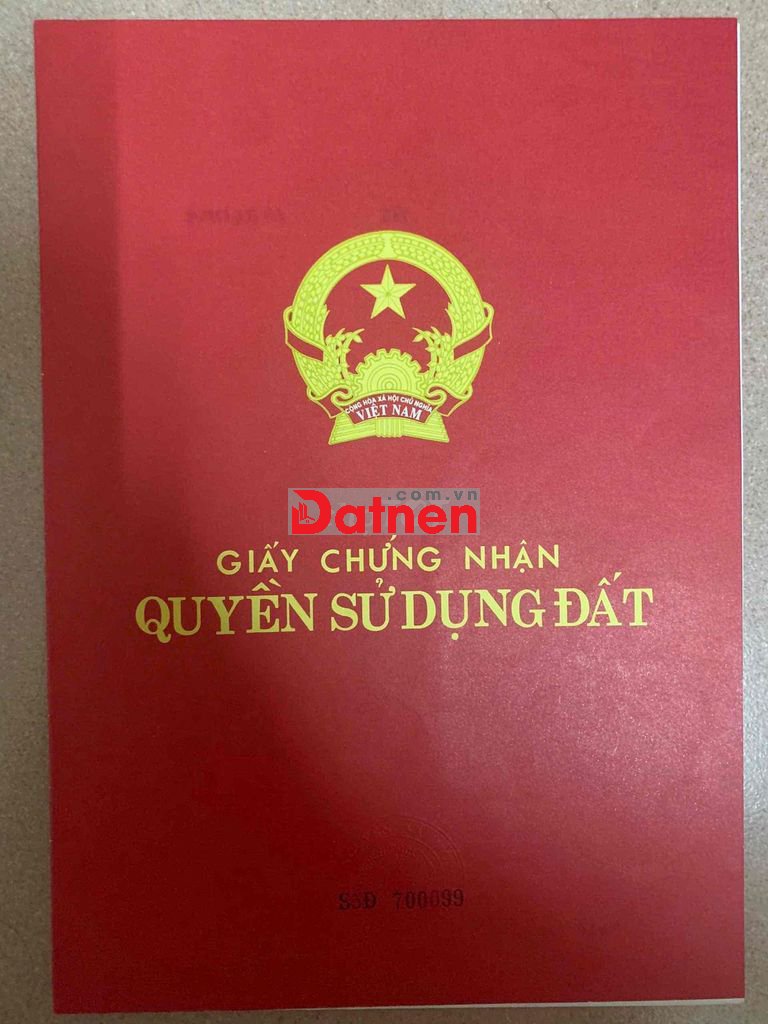 CỘNG HÒA XÃ HỘI CHỦ NGHĨA
VIỆT NAM
Datnen
.com.vn
GIẤY CHỨNG NHẬN
QUYỀN SỬ DỤNG ĐẤT
700099